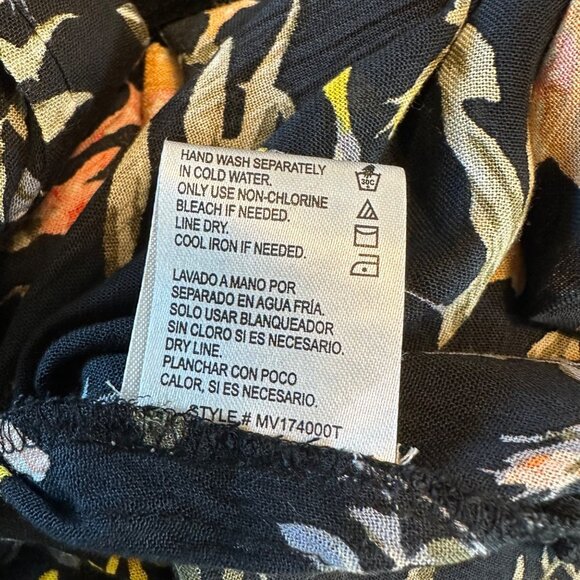 HAND WASH SEPARATELY
IN COLD WATER.
ONLY USE NON-CHLORINE
BLEACH IF NEEDED.
LINE DRY.
COOL IRON IF NEEDED.
LAVADO A MANO POR
SEPARADO EN AGUA FRÍA.
SOLO USAR BLANQUEADOR
SIN CLORO SI ES NECESARIO.
DRY LINE.
PLANCHAR CON POCO
CALOR, SI ES NECESARIO.
STYLE # MV174000T